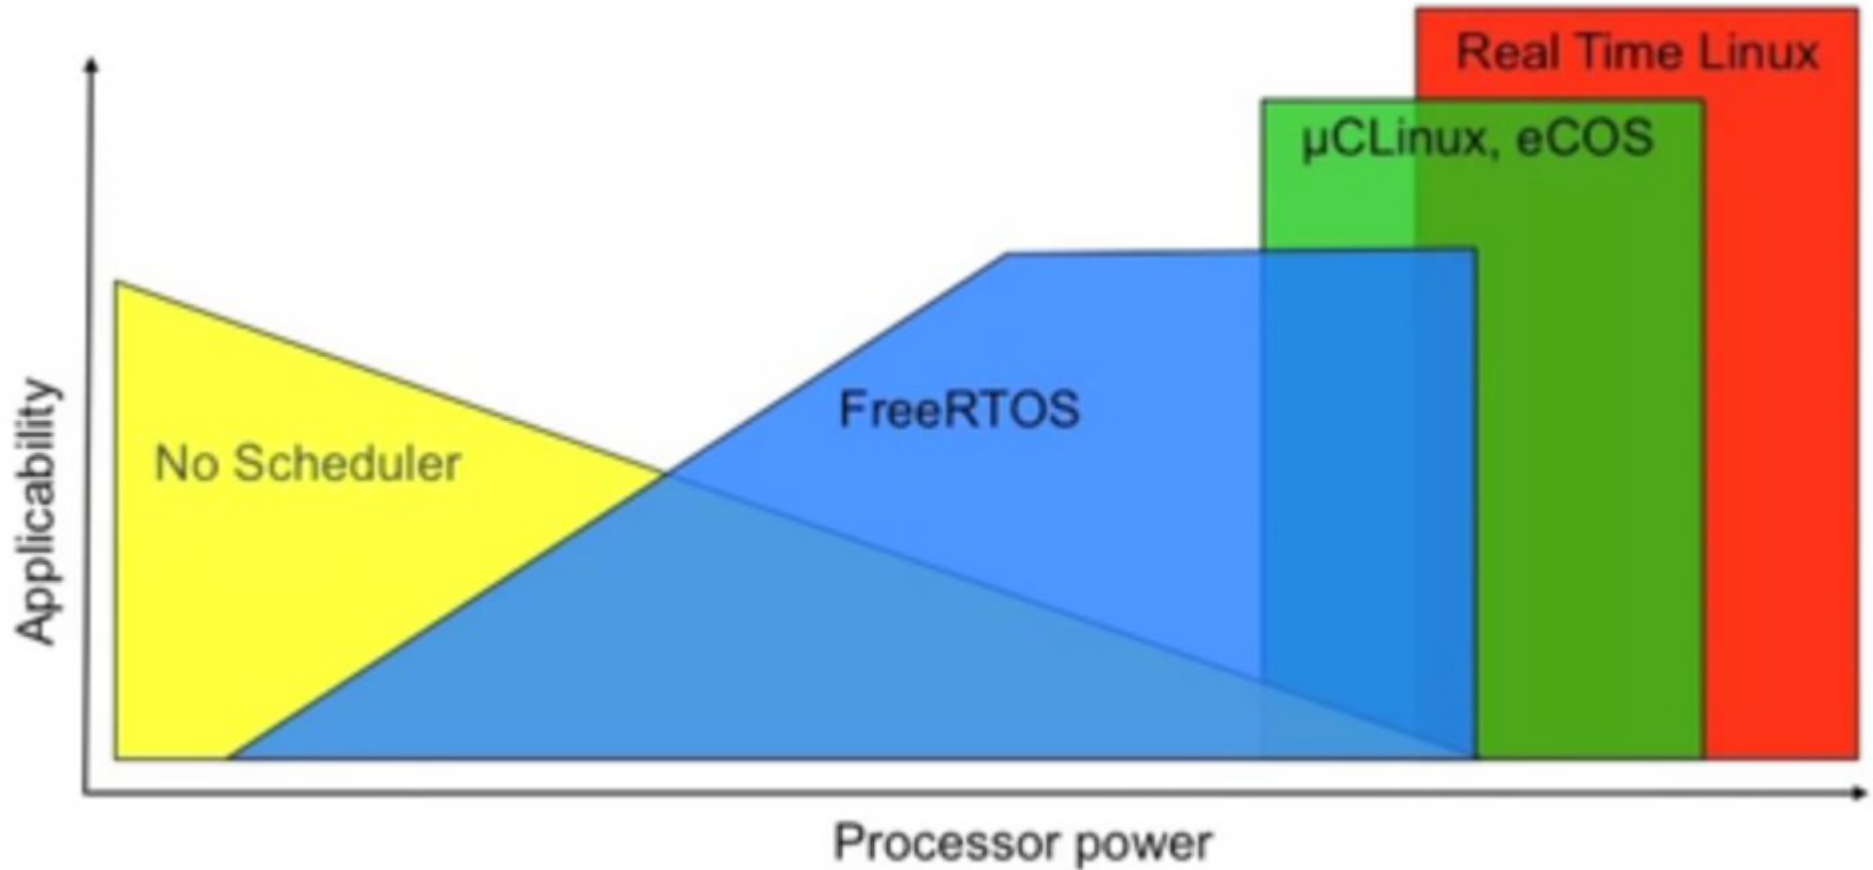 Real Time Linux
µCLinux, eCOS
FreeRTOS
No Scheduler
Applicability
Processor power